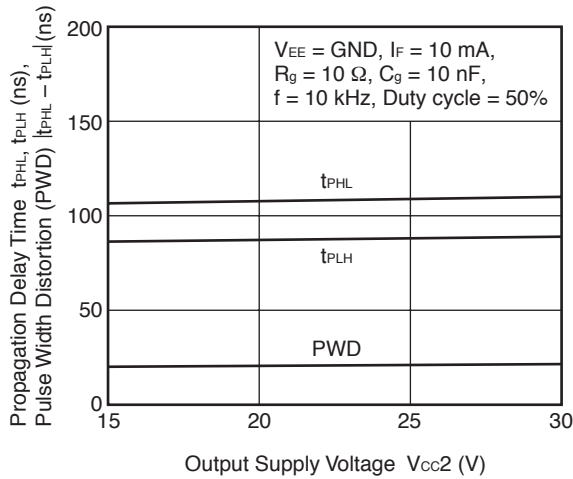 Propagation Delay Time tPHL, tPLH (ns),
Pulse Width Distortion (PWD) |tPHL – tPLH|(ns)
200
150
100
50
0
VEE = GND, IF = 10 mA,
Rg = 10 Ω, Cg = 10 nF,
f = 10 kHz, Duty cycle = 50%
tPHL
tPLH
PWD
15 20 25 30
Output Supply Voltage VCC2 (V)